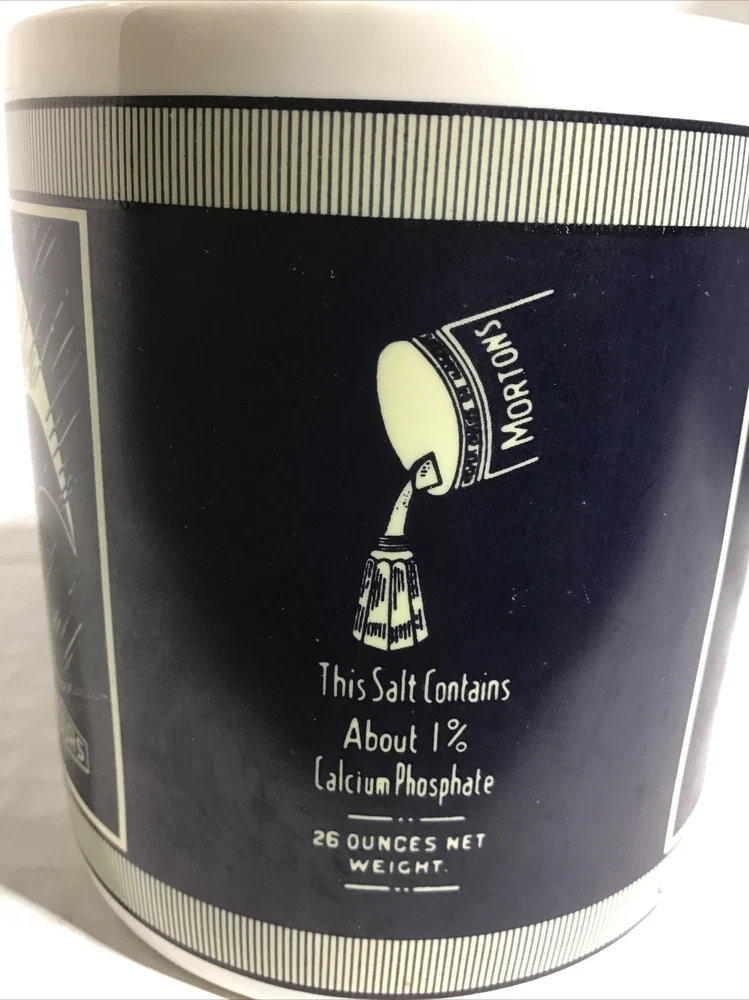 MORTONS
This Salt Contains
About 1%
Calcium Phosphate
26 OUNCES NET
WEIGHT.